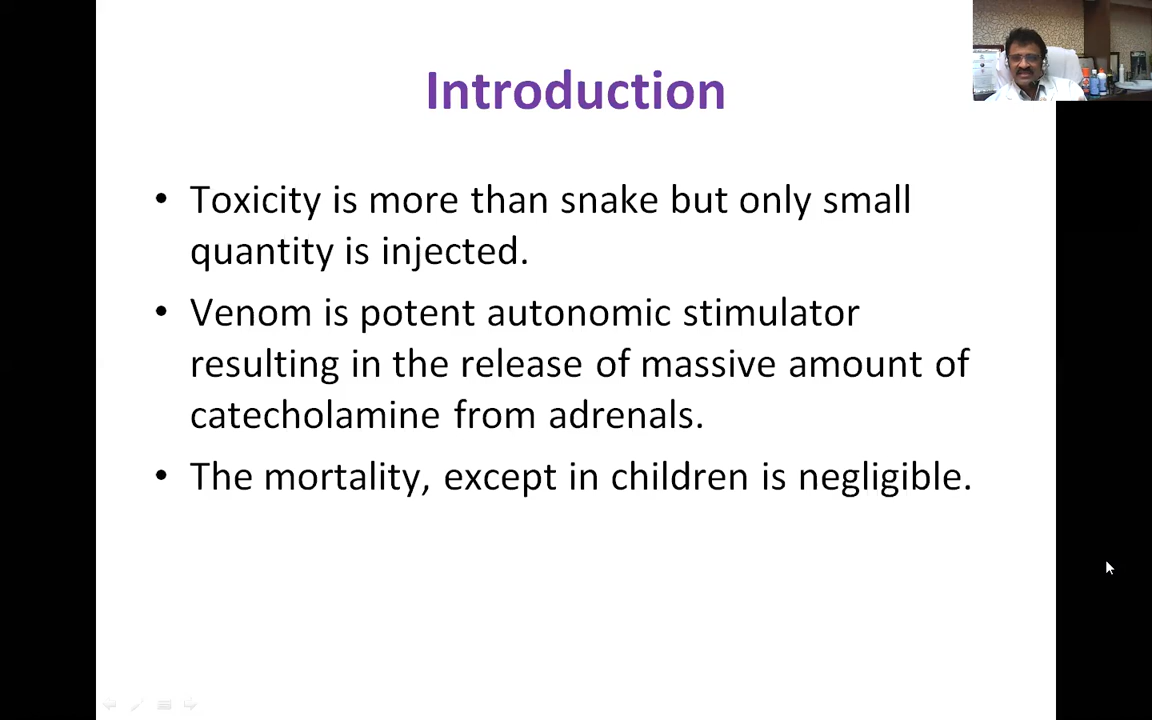 Introduction
• Toxicity is more than snake but only small
quantity is injected.
• Venom is potent autonomic stimulator
resulting in the release of massive amount of
catecholamine from adrenals.
• The mortality, except in children is negligible.